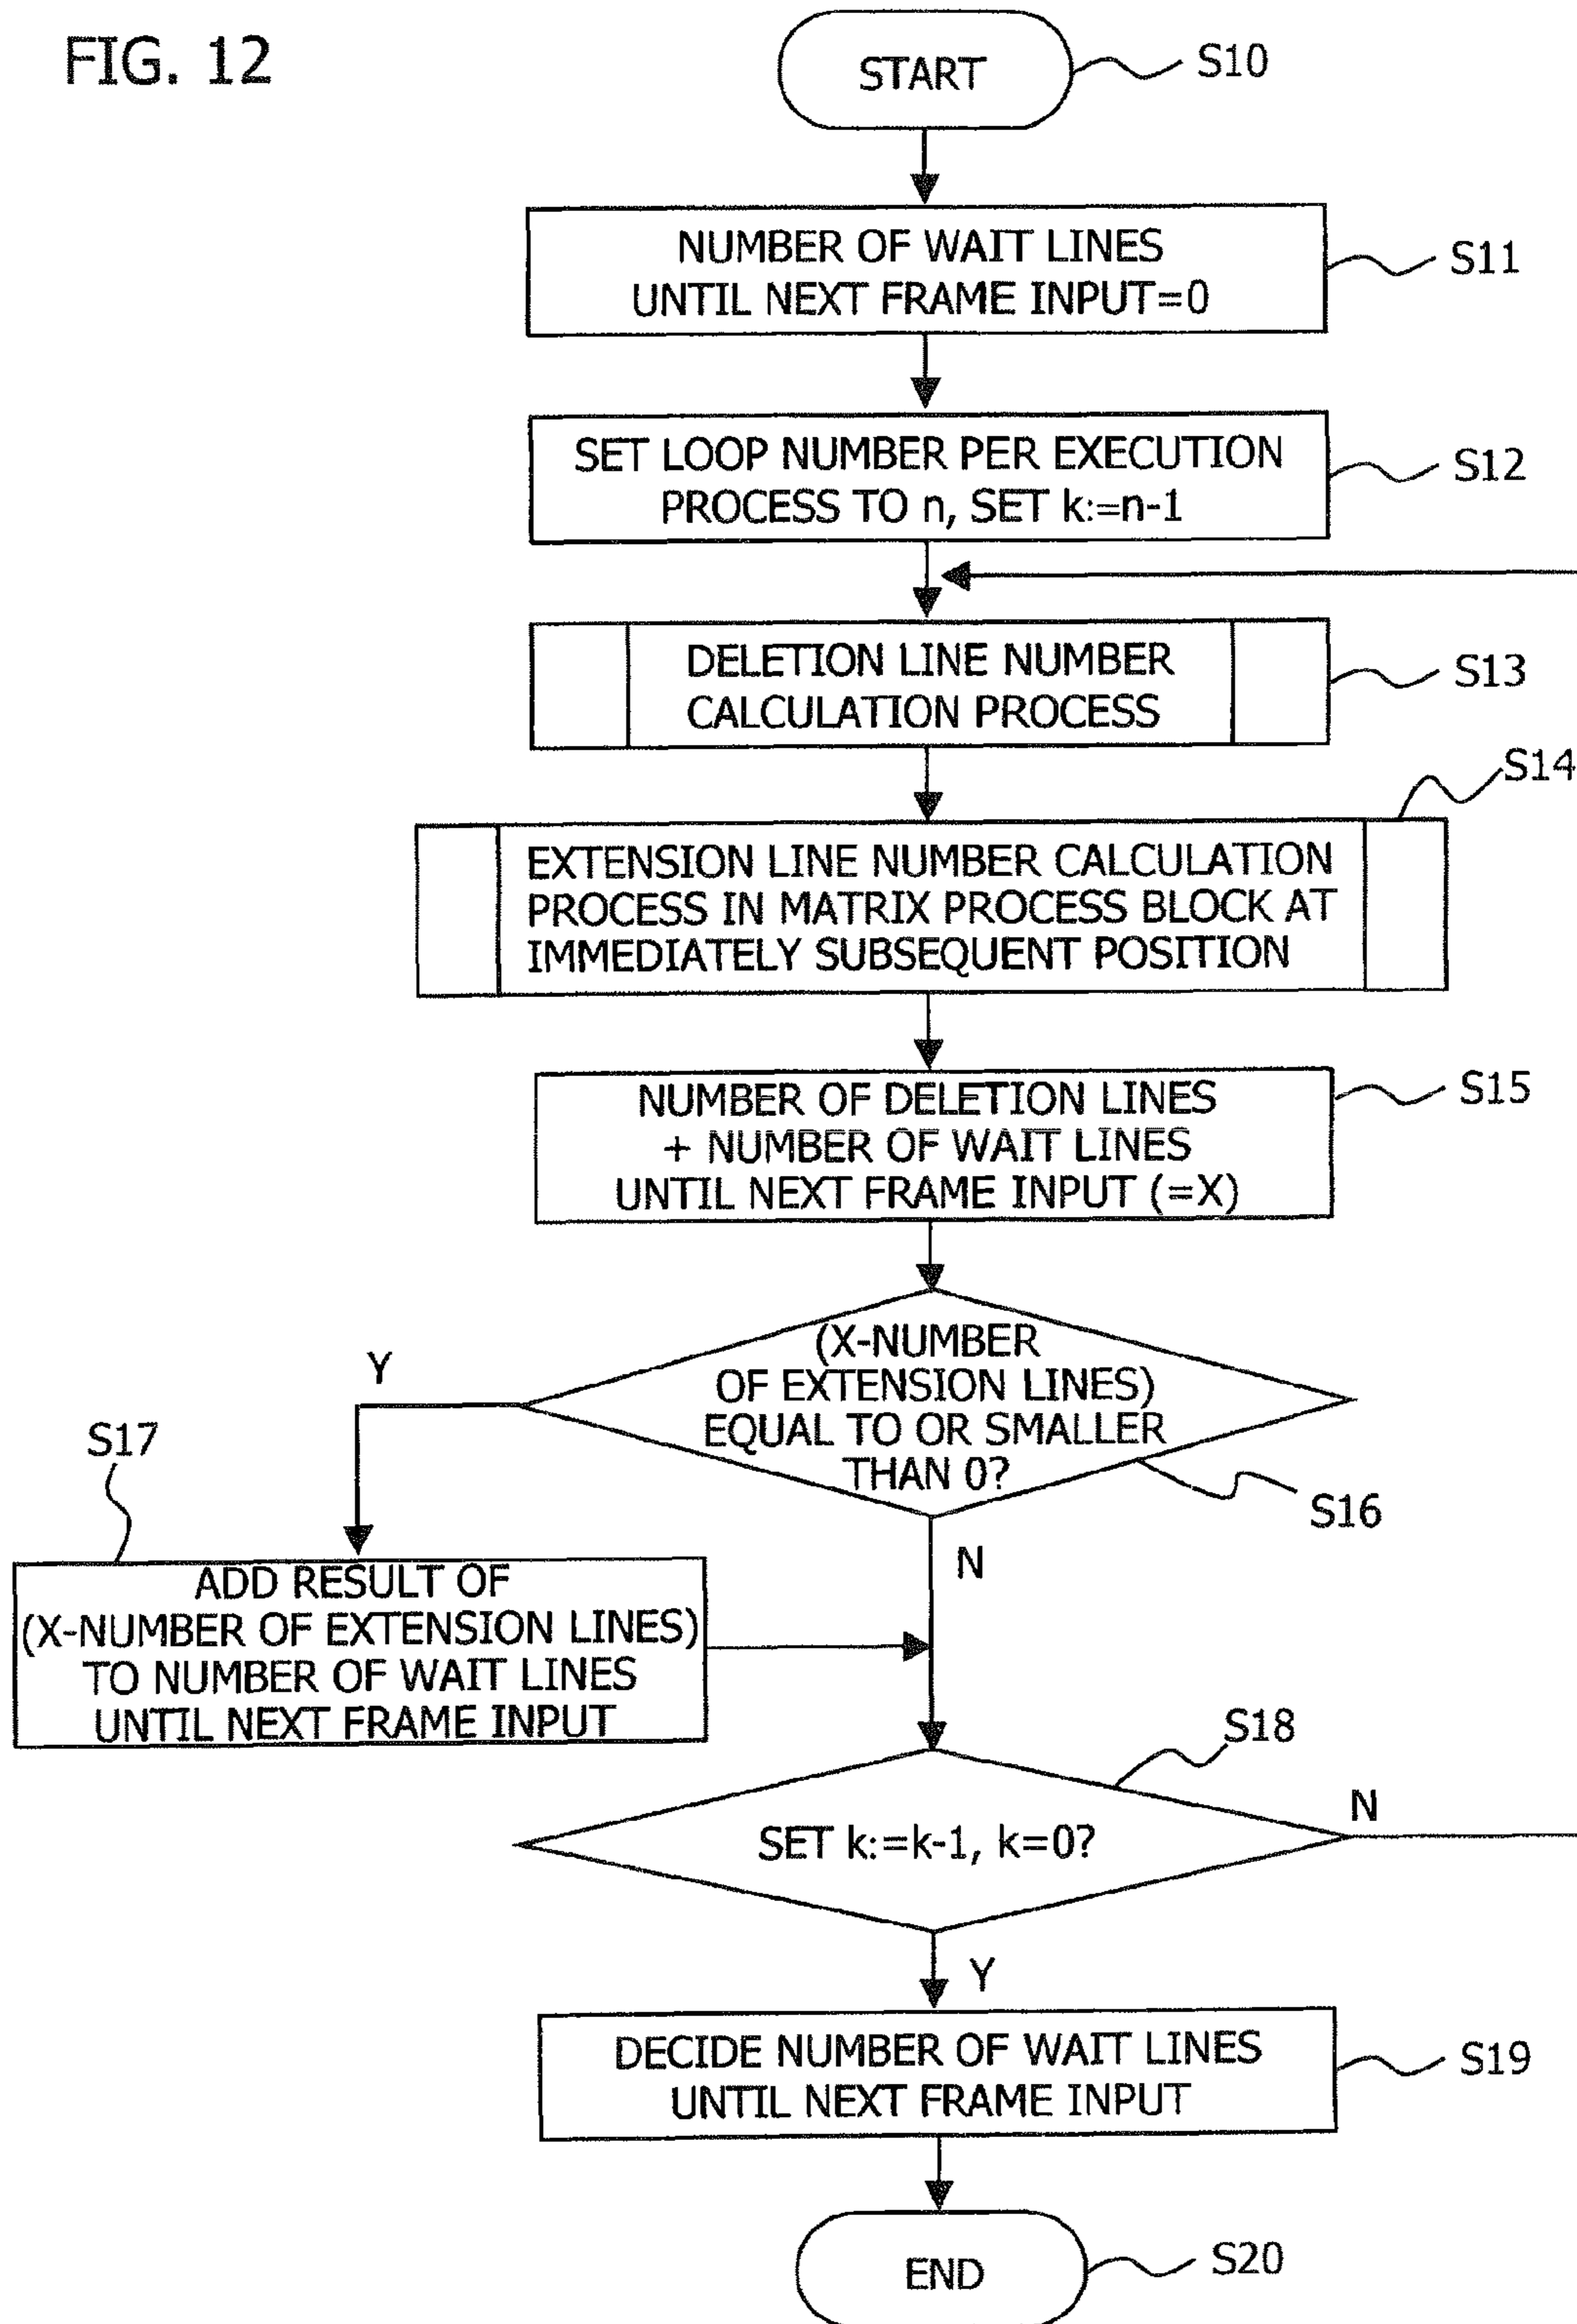 FIG. 12
START
S10
NUMBER OF WAIT LINES
UNTIL NEXT FRAME INPUT=0
S11
SET LOOP NUMBER PER EXECUTION
PROCESS TO n, SET k:=n-1
S12
DELETION LINE NUMBER
CALCULATION PROCESS
S13
S14
EXTENSION LINE NUMBER CALCULATION
PROCESS IN MATRIX PROCESS BLOCK AT
IMMEDIATELY SUBSEQUENT POSITION
NUMBER OF DELETION LINES
+ NUMBER OF WAIT LINES
UNTIL NEXT FRAME INPUT (=X)
S15
(X-NUMBER
OF EXTENSION LINES)
EQUAL TO OR SMALLER
THAN 0?
Y
S16
N
S17
ADD RESULT OF
(X-NUMBER OF EXTENSION LINES)
TO NUMBER OF WAIT LINES
UNTIL NEXT FRAME INPUT
S18
SET k:=k-1, k=0?
N
Y
DECIDE NUMBER OF WAIT LINES
UNTIL NEXT FRAME INPUT
S19
END
S20